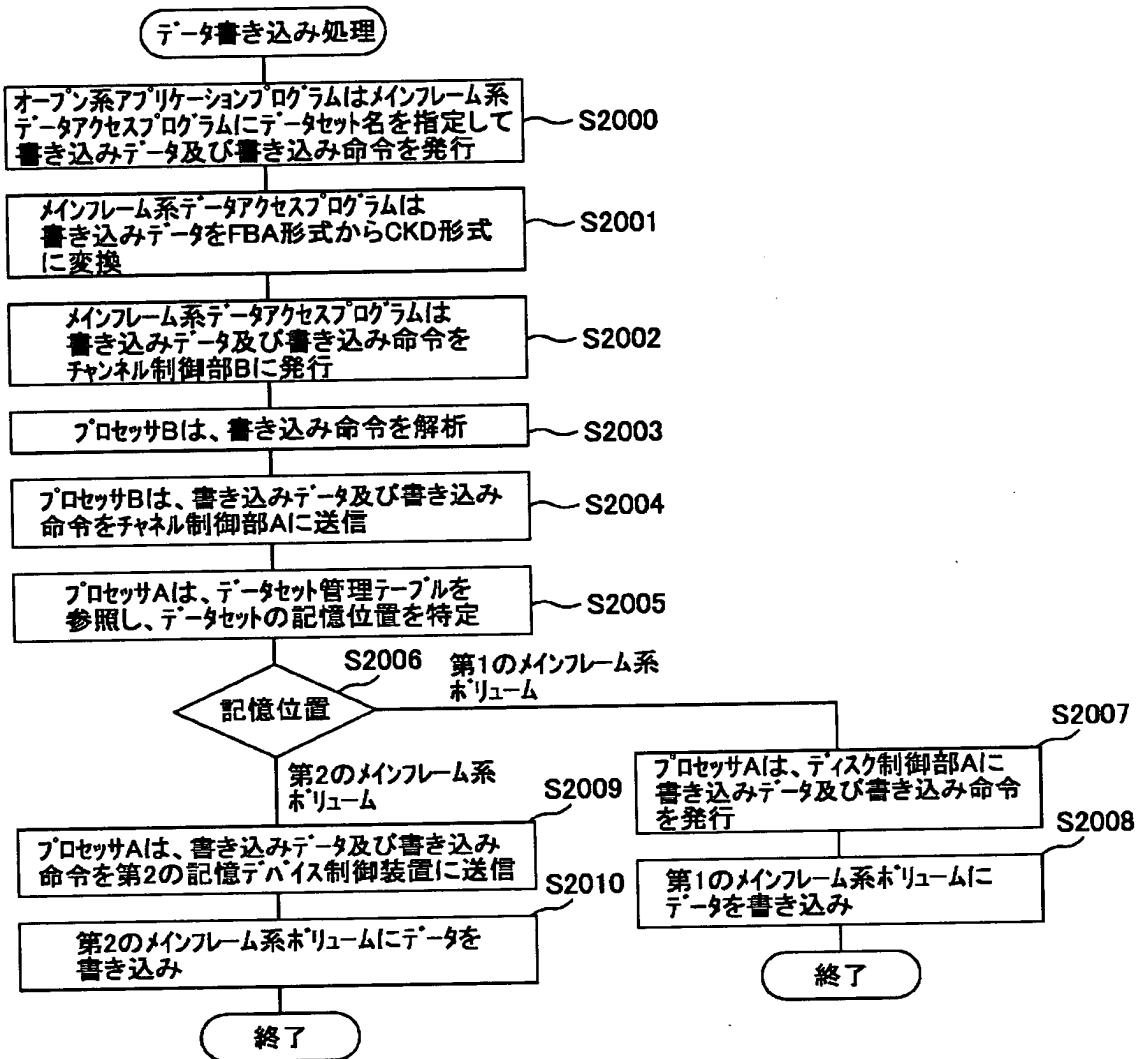 データ書き込み処理
オープン系アプリケーションプログラムはメインフレーム系
データアクセスプログラムにデータセット名を指定して
書き込みデータ及び書き込み命令を発行
S2000
メインフレーム系データアクセスプログラムは
書き込みデータをFBA形式からCKD形式
に変換
S2001
メインフレーム系データアクセスプログラムは
書き込みデータ及び書き込み命令を
チャンネル制御部Bに発行
S2002
プロセッサBは、書き込み命令を解析
S2003
プロセッサBは、書き込みデータ及び書き込み
命令をチャネル制御部Aに送信
S2004
プロセッサAは、データセット管理テーブルを
参照し、データセットの記憶位置を特定
S2005
S2006
記憶位置
第1のメインフレーム系
ボリューム
S2007
プロセッサAは、ディスク制御部Aに
書き込みデータ及び書き込み命令
を発行
S2008
第1のメインフレーム系ボリュームに
データを書き込み
終了
第2のメインフレーム系
ボリューム
S2009
プロセッサAは、書き込みデータ及び書き込み
命令を第2の記憶デバイス制御装置に送信
S2010
第2のメインフレーム系ボリュームにデータを
書き込み
終了